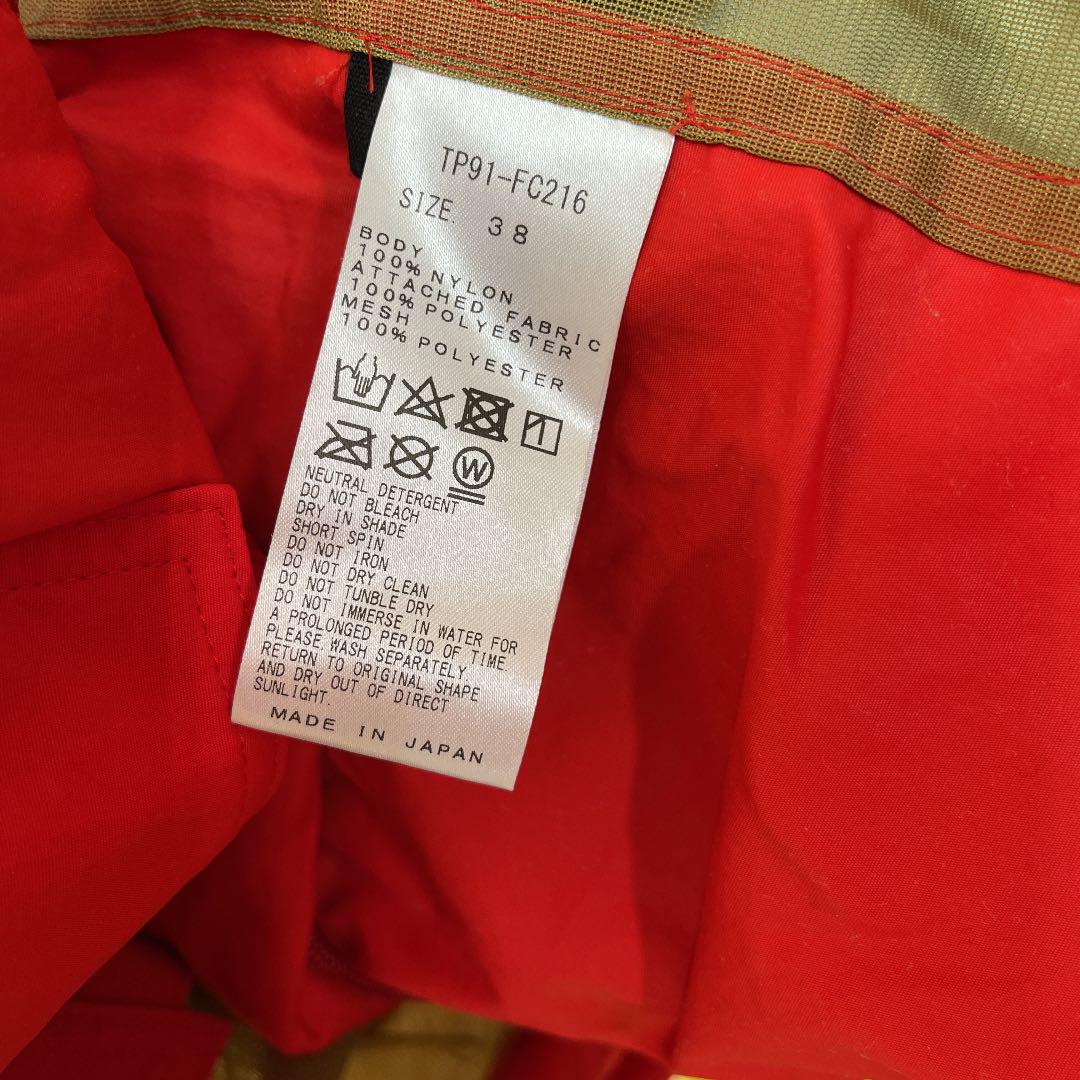 TP91-FC216
SIZE. 38
BODY
100% NYLON
ATTACHED FABRIC
100% POLYESTER
MESH
100% POLYESTER
W
NEUTRAL DETERGENT
DO NOT BLEACH
DRY IN SHADE
SHORT SPIN
DO NOT IRON
DO NOT DRY CLEAN
DO NOT TUNBLE DRY
DO NOT IMMERSE IN WATER FOR
A PROLONGED PERIOD OF TIME
PLEASE WASH SEPARATELY
RETURN TO ORIGINAL SHAPE
AND DRY OUT OF DIRECT
SUNLIGHT.
MADE IN JAPAN